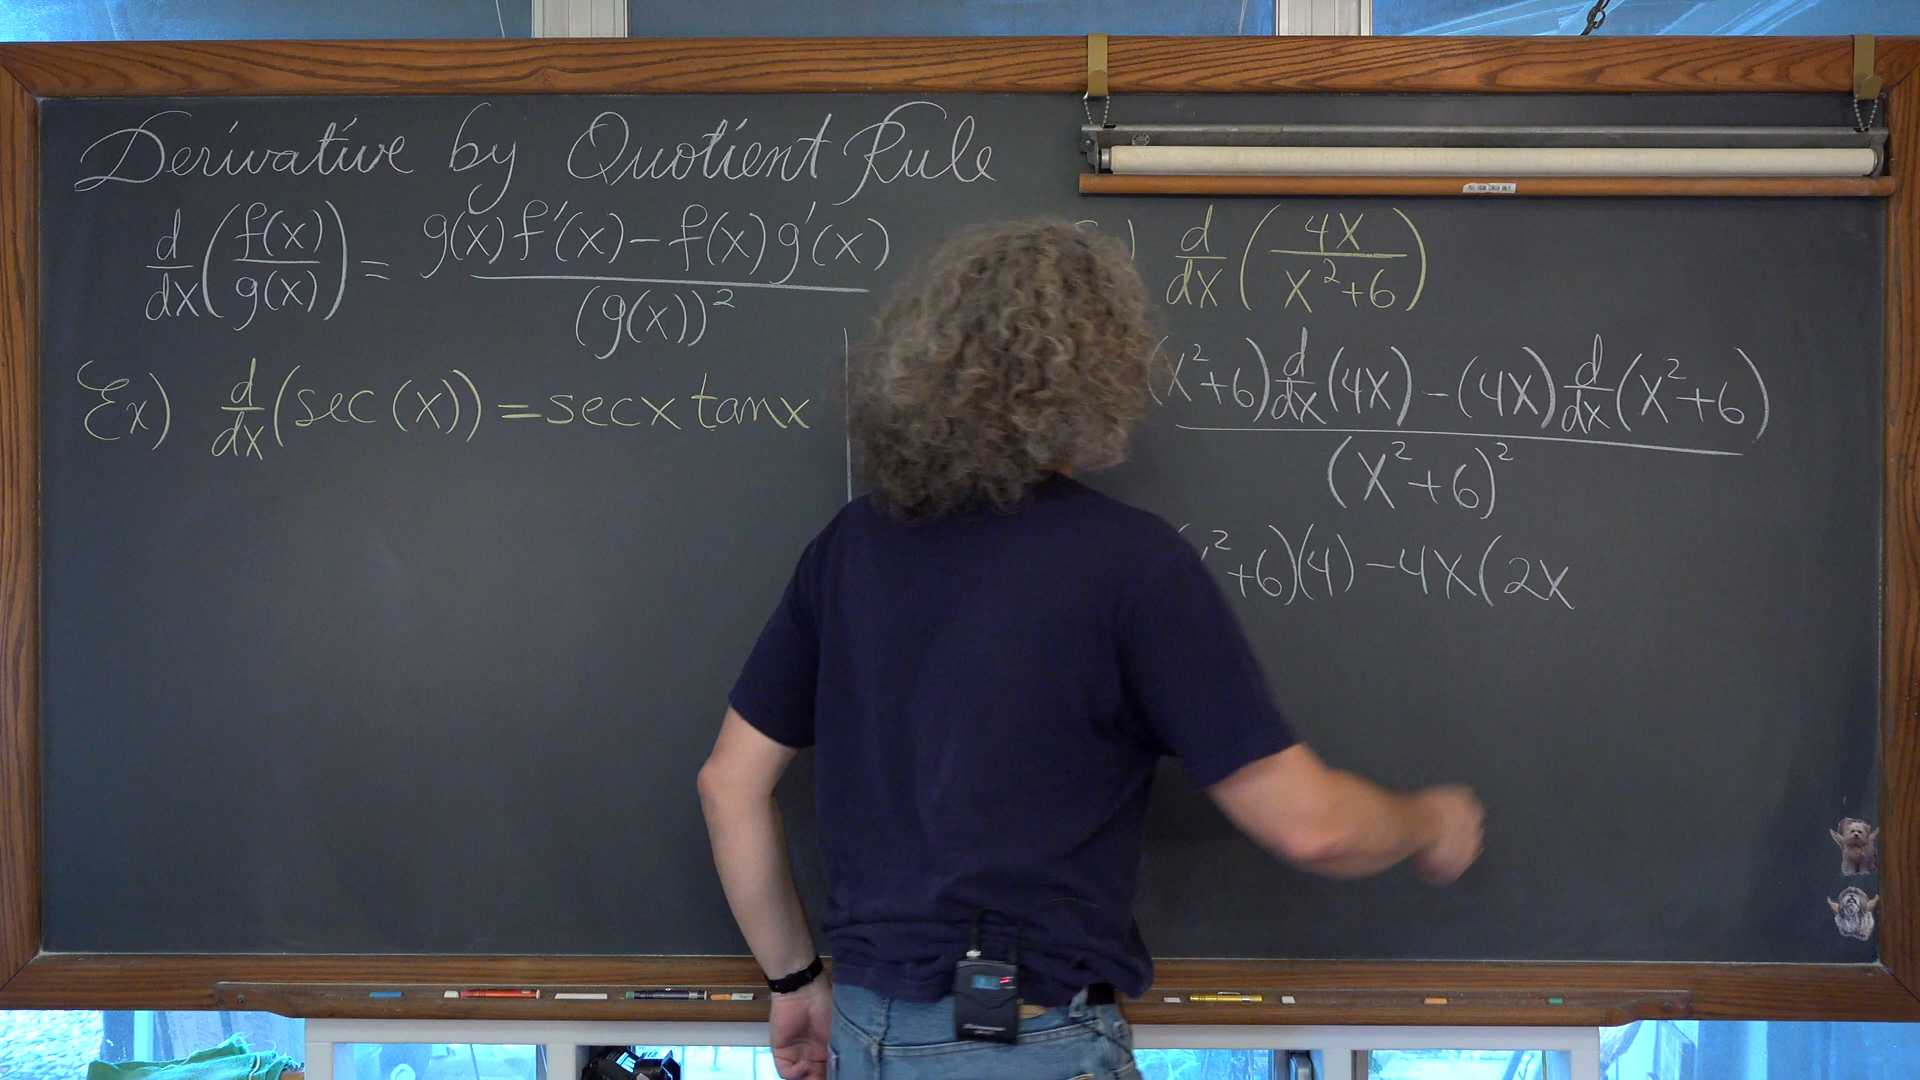 Derivative by Quotient Rule
d/dx (f(x)/g(x)) = (g(x)f'(x) - f(x)g'(x))/(g(x))²
Ex) d/dx (sec(x)) = secx tanx
) d/dx (4x/(x²+6))
((x²+6) d/dx (4x) - (4x) d/dx (x²+6))/(x²+6)²
²+6)(4) - 4x(2x